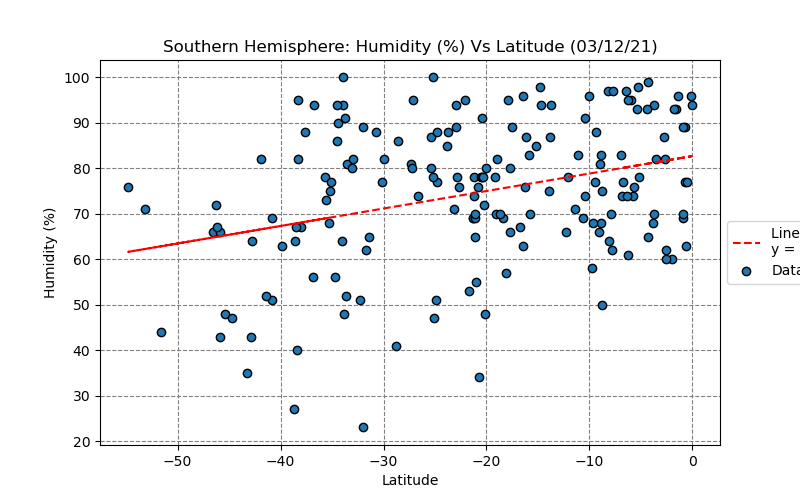 Southern Hemisphere: Humidity (%) Vs Latitude (03/12/21)
100
90
80
70
60
50
40
30
20
Humidity (%)
−50
−40
−30
−20
−10
0
Latitude
Line
y =
Data